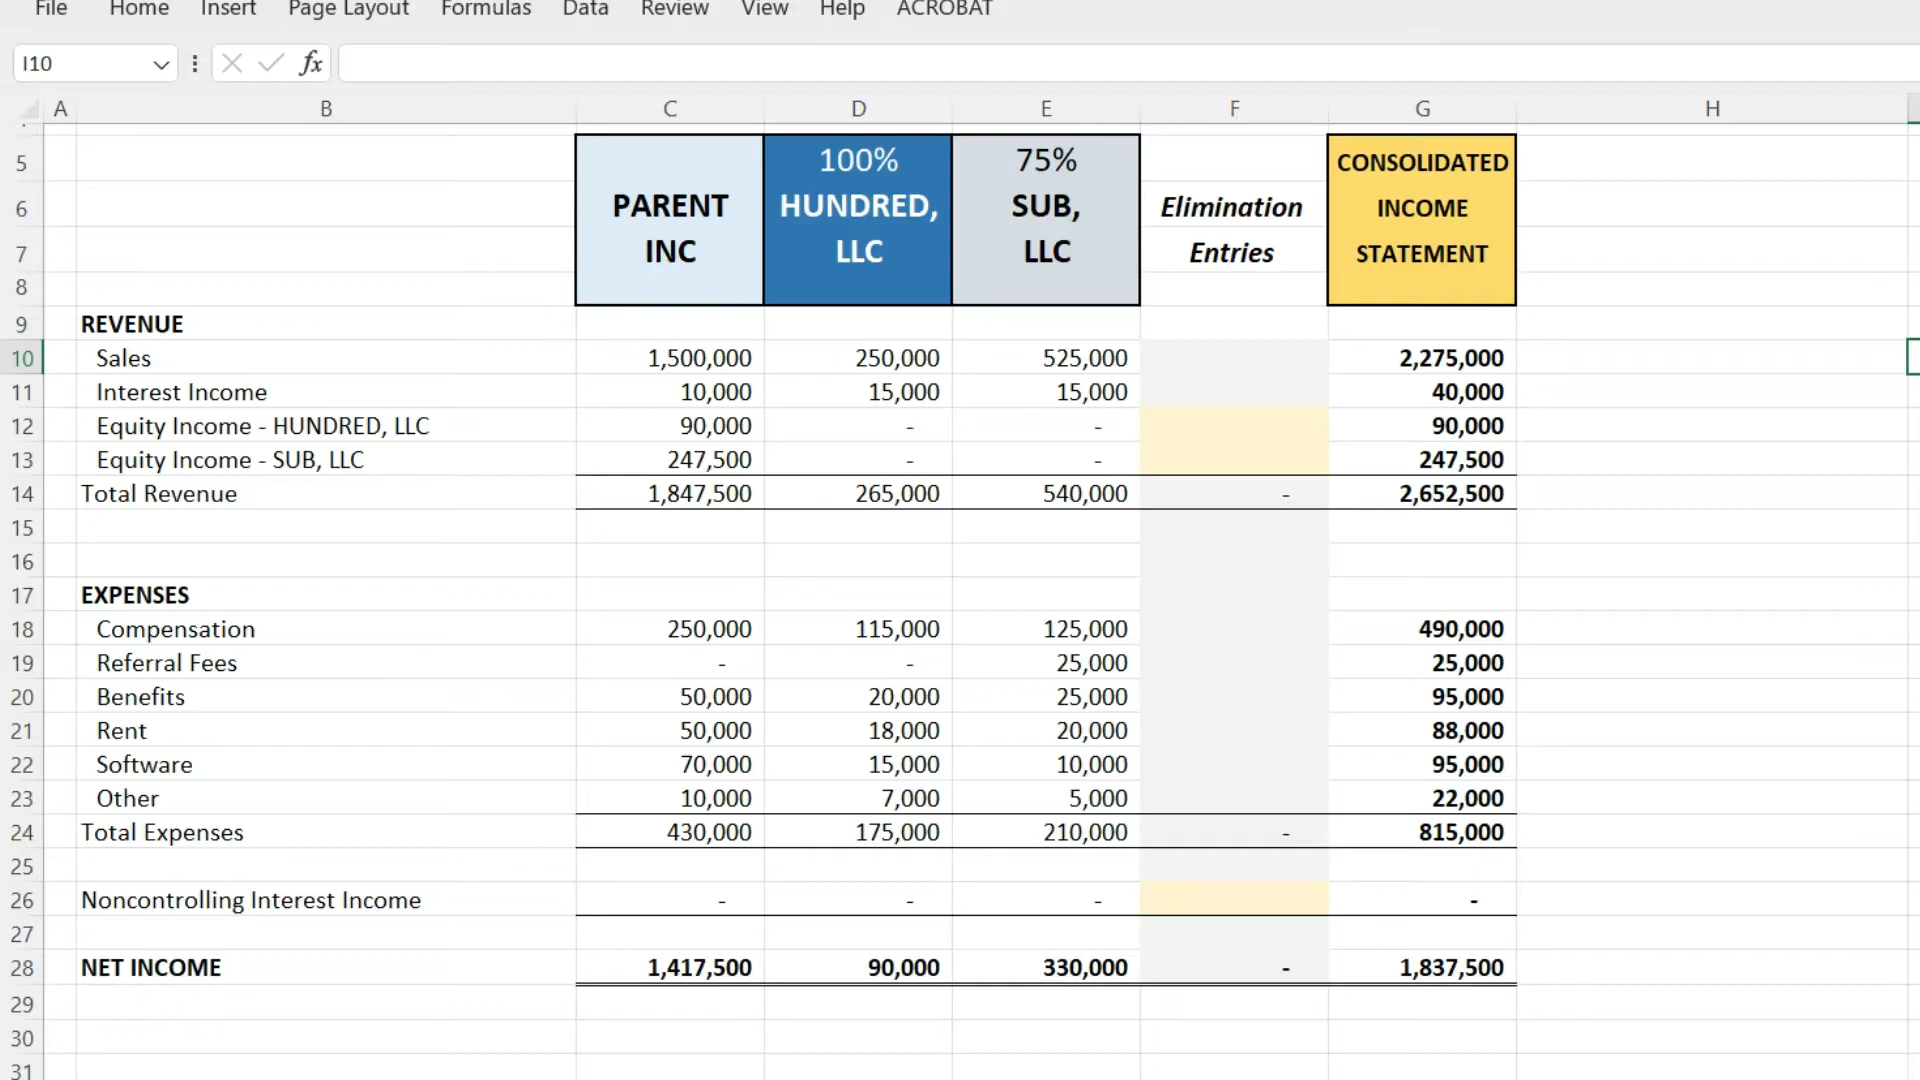 File Home Insert Page Layout Formulas Data Review View Help ACROBAT
I10 fx
A B C D E F G H
5 100% 75% CONSOLIDATED
6 PARENT HUNDRED, SUB, Elimination INCOME
7 INC LLC LLC Entries STATEMENT
8
9 REVENUE
10 Sales 1,500,000 250,000 525,000 2,275,000
11 Interest Income 10,000 15,000 15,000 40,000
12 Equity Income - HUNDRED, LLC 90,000 - - 90,000
13 Equity Income - SUB, LLC 247,500 - - 247,500
14 Total Revenue 1,847,500 265,000 540,000 - 2,652,500
15
16
17 EXPENSES
18 Compensation 250,000 115,000 125,000 490,000
19 Referral Fees - - 25,000 25,000
20 Benefits 50,000 20,000 25,000 95,000
21 Rent 50,000 18,000 20,000 88,000
22 Software 70,000 15,000 10,000 95,000
23 Other 10,000 7,000 5,000 22,000
24 Total Expenses 430,000 175,000 210,000 - 815,000
25
26 Noncontrolling Interest Income - - - -
27
28 NET INCOME 1,417,500 90,000 330,000 - 1,837,500
29
30
31